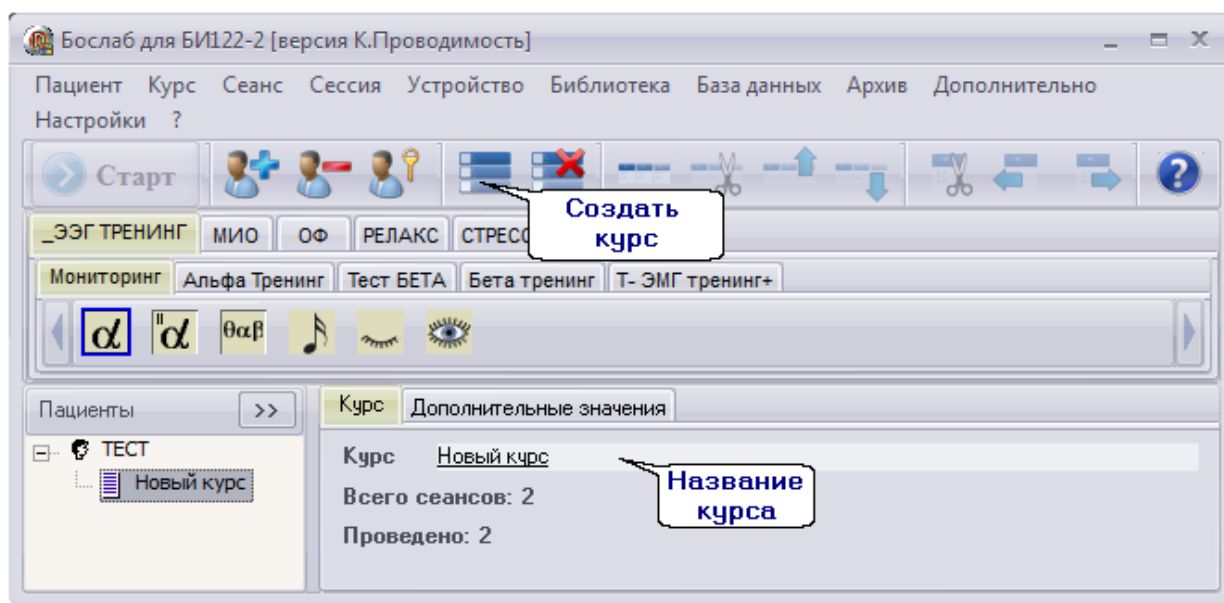 Бослаб для БИ122-2 [версия К.Проводимость]
Пациент Курс Сеанс Сессия Устройство Библиотека База данных Архив Дополнительно
Настройки ?
Старт
Создать
курс
_ЭЭГ ТРЕНИНГ МИО ОФ РЕЛАКС
Мониторинг Альфа Тренинг Тест БЕТА Бета тренинг Т- ЭМГ тренинг+
α "α θαβ
Пациенты >> Курс Дополнительные значения
ТЕСТ
Новый курс
Курс Новый курс
Название
курса
Всего сеансов: 2
Проведено: 2